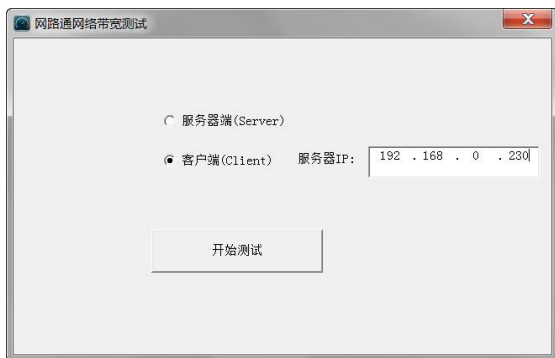 网路通网络带宽测试
服务器端(Server)
客户端(Client) 服务器IP: 192 . 168 . 0 . 230
开始测试